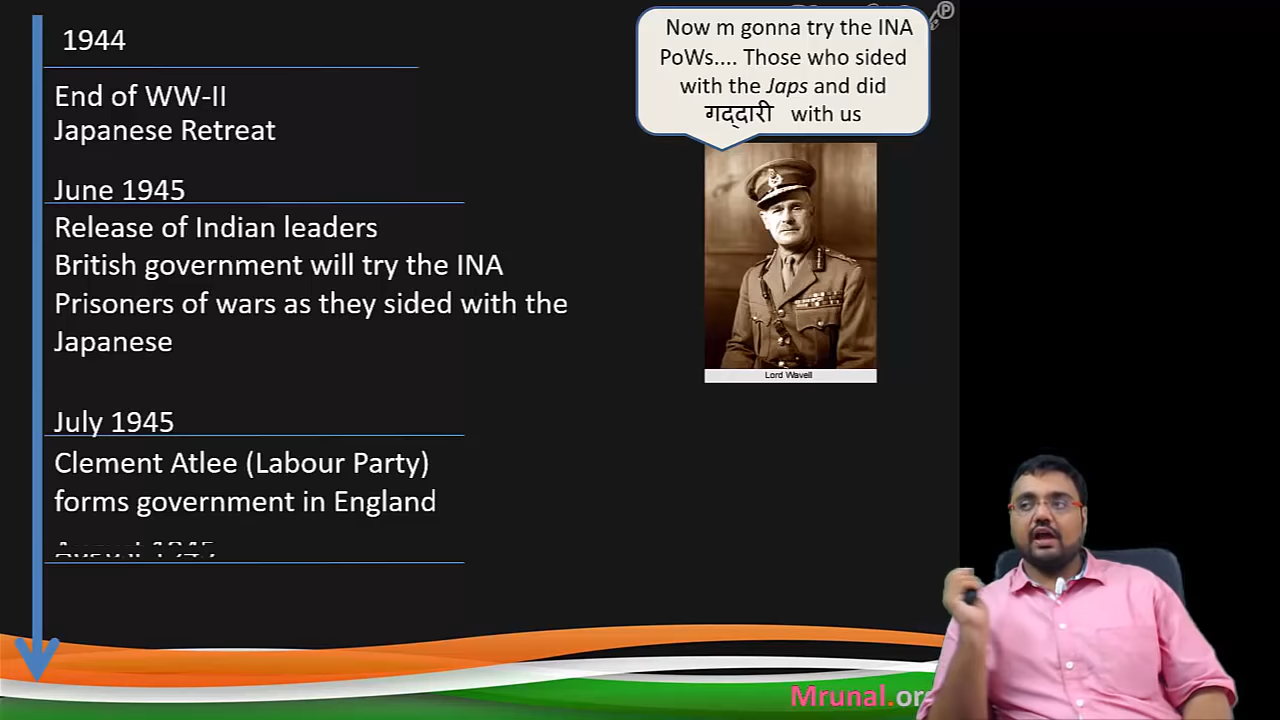 1944
End of WW-II
Japanese Retreat
June 1945
Release of Indian leaders
British government will try the INA
Prisoners of wars as they sided with the
Japanese
July 1945
Clement Atlee (Labour Party)
forms government in England
August 1945
Now m gonna try the INA
PoWs.... Those who sided
with the Japs and did
गद्दारी with us
Lord Wavell
Mrunal.or